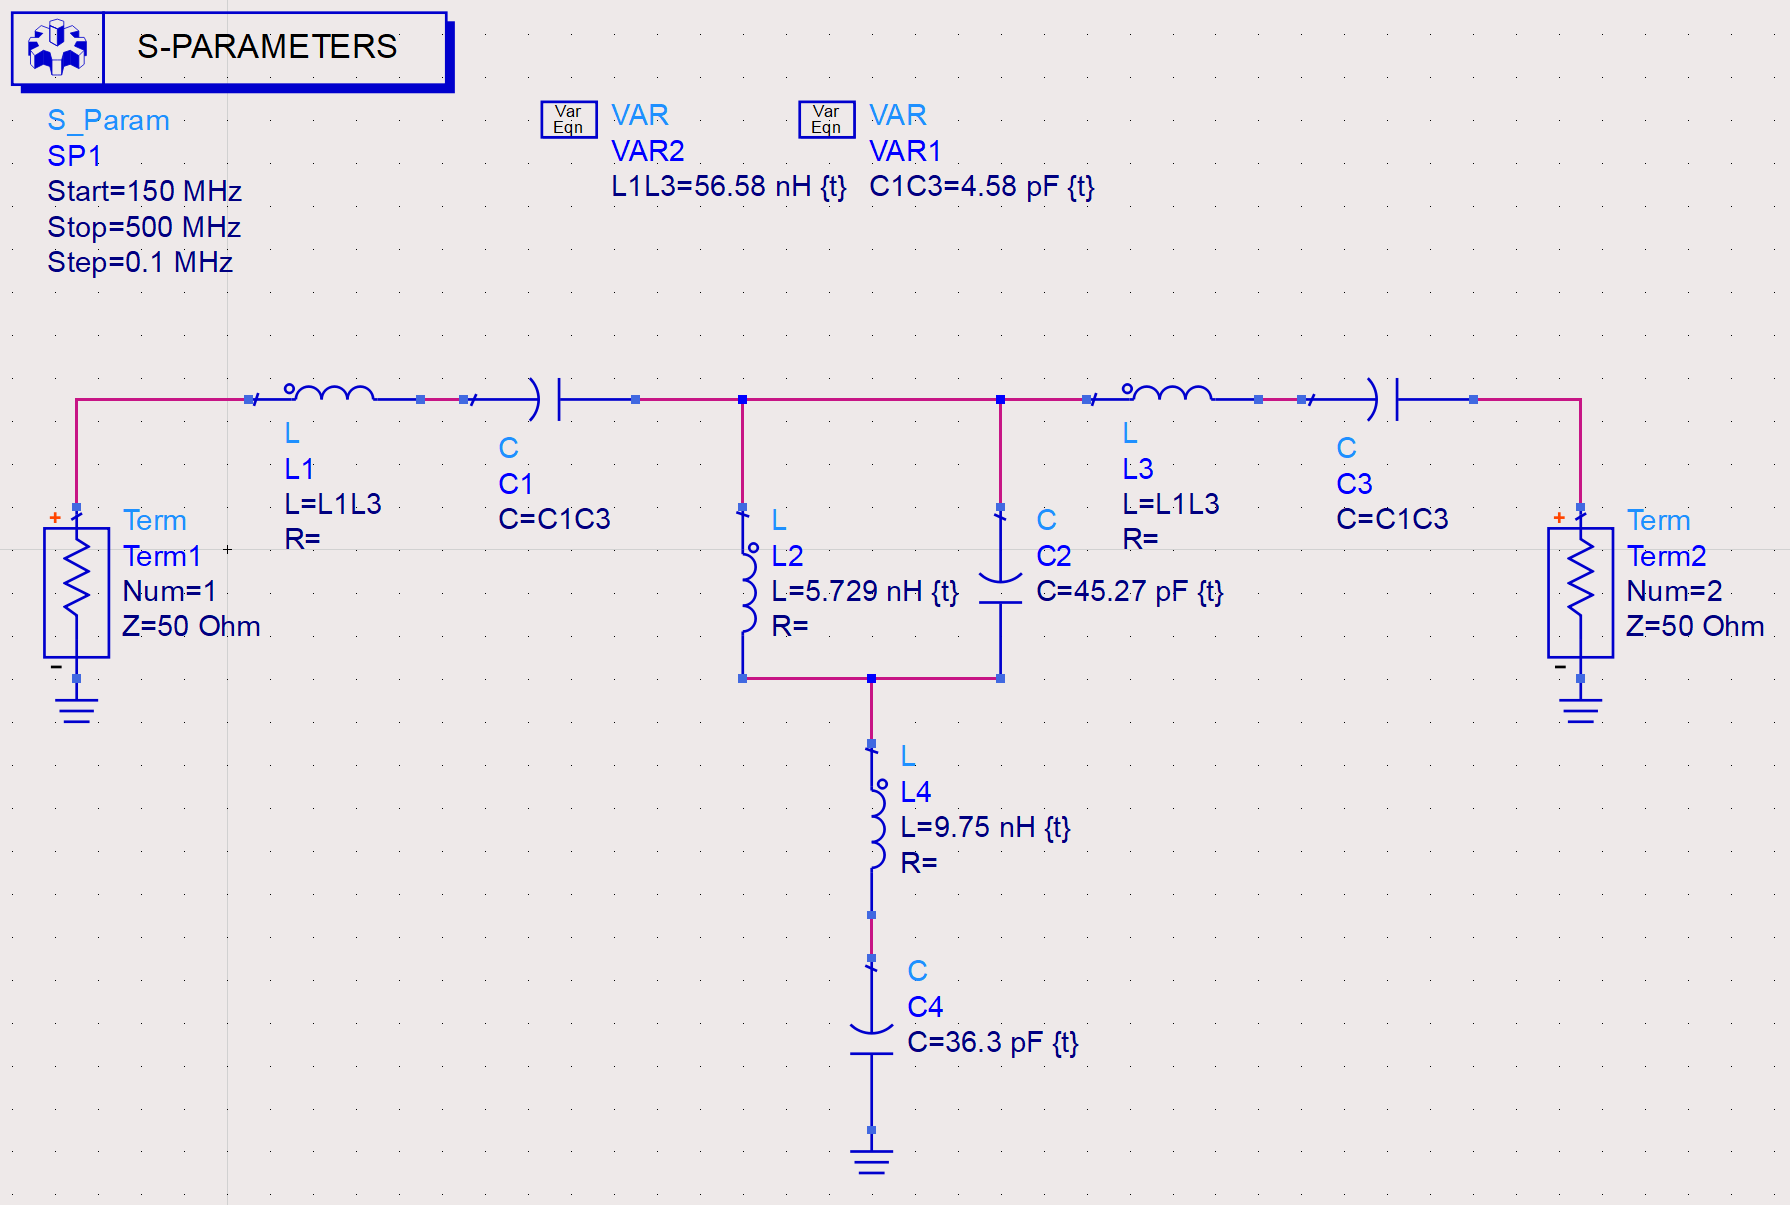 S-PARAMETERS
S_Param
SP1
Start=150 MHz
Stop=500 MHz
Step=0.1 MHz
Var
Eqn
VAR
VAR2
L1L3=56.58 nH {t}
Var
Eqn
VAR
VAR1
C1C3=4.58 pF {t}
L
L1
L=L1L3
R=
C
C1
C=C1C3
L
L3
L=L1L3
R=
C
C3
C=C1C3
+
Term
Term1
Num=1
Z=50 Ohm
-
L
L2
L=5.729 nH {t}
R=
C
C2
C=45.27 pF {t}
+
Term
Term2
Num=2
Z=50 Ohm
-
L
L4
L=9.75 nH {t}
R=
C
C4
C=36.3 pF {t}